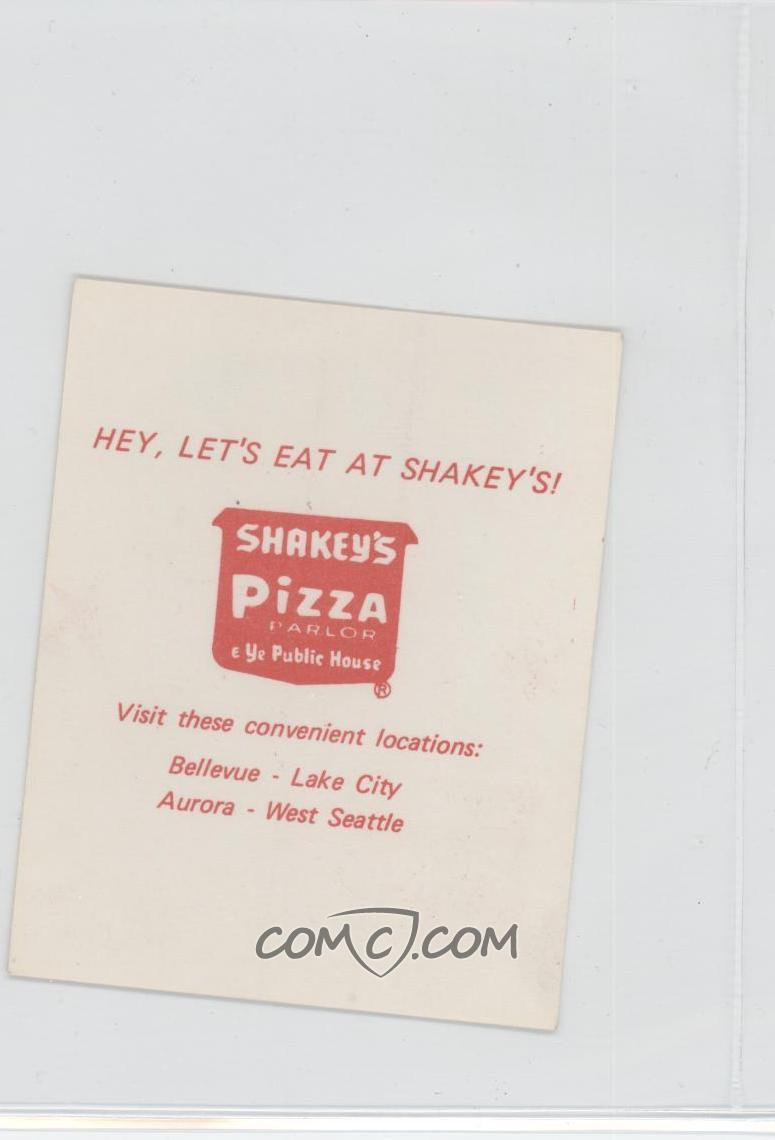 HEY, LET'S EAT AT SHAKEY'S!
SHAKEY'S
PIZZA
PARLOR
& Ye Public House
®
Visit these convenient locations:
Bellevue - Lake City
Aurora - West Seattle
COMC.COM